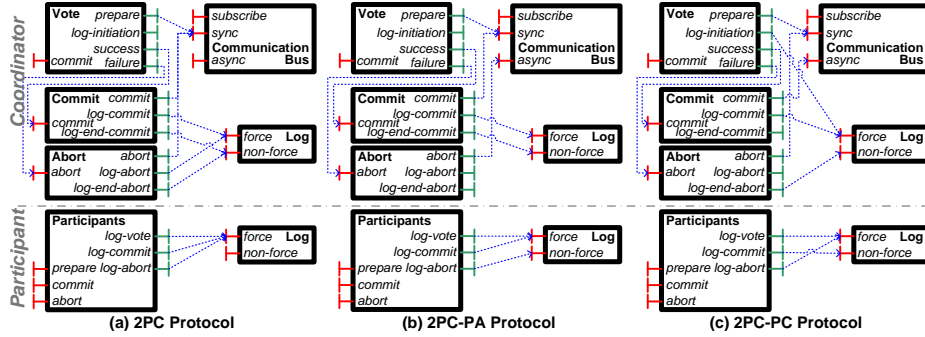 Coordinator
Participant
Vote
prepare
log-initiation
success
commit
failure
subscribe
sync
Communication
async
Bus
Commit
commit
log-commit
commit
log-end-commit
Abort
abort
abort
log-abort
log-end-abort
force
Log
non-force
Participants
log-vote
log-commit
prepare log-abort
commit
abort
force
Log
non-force
(a) 2PC Protocol
Vote
prepare
log-initiation
success
commit
failure
subscribe
sync
Communication
async
Bus
Commit
commit
log-commit
commit
log-end-commit
Abort
abort
abort
log-abort
log-end-abort
force
Log
non-force
Participants
log-vote
log-commit
prepare log-abort
commit
abort
force
Log
non-force
(b) 2PC-PA Protocol
Vote
prepare
log-initiation
success
commit
failure
subscribe
sync
Communication
async
Bus
Commit
commit
log-commit
commit
log-end-commit
Abort
abort
abort
log-abort
log-end-abort
force
Log
non-force
Participants
log-vote
log-commit
prepare log-abort
commit
abort
force
Log
non-force
(c) 2PC-PC Protocol